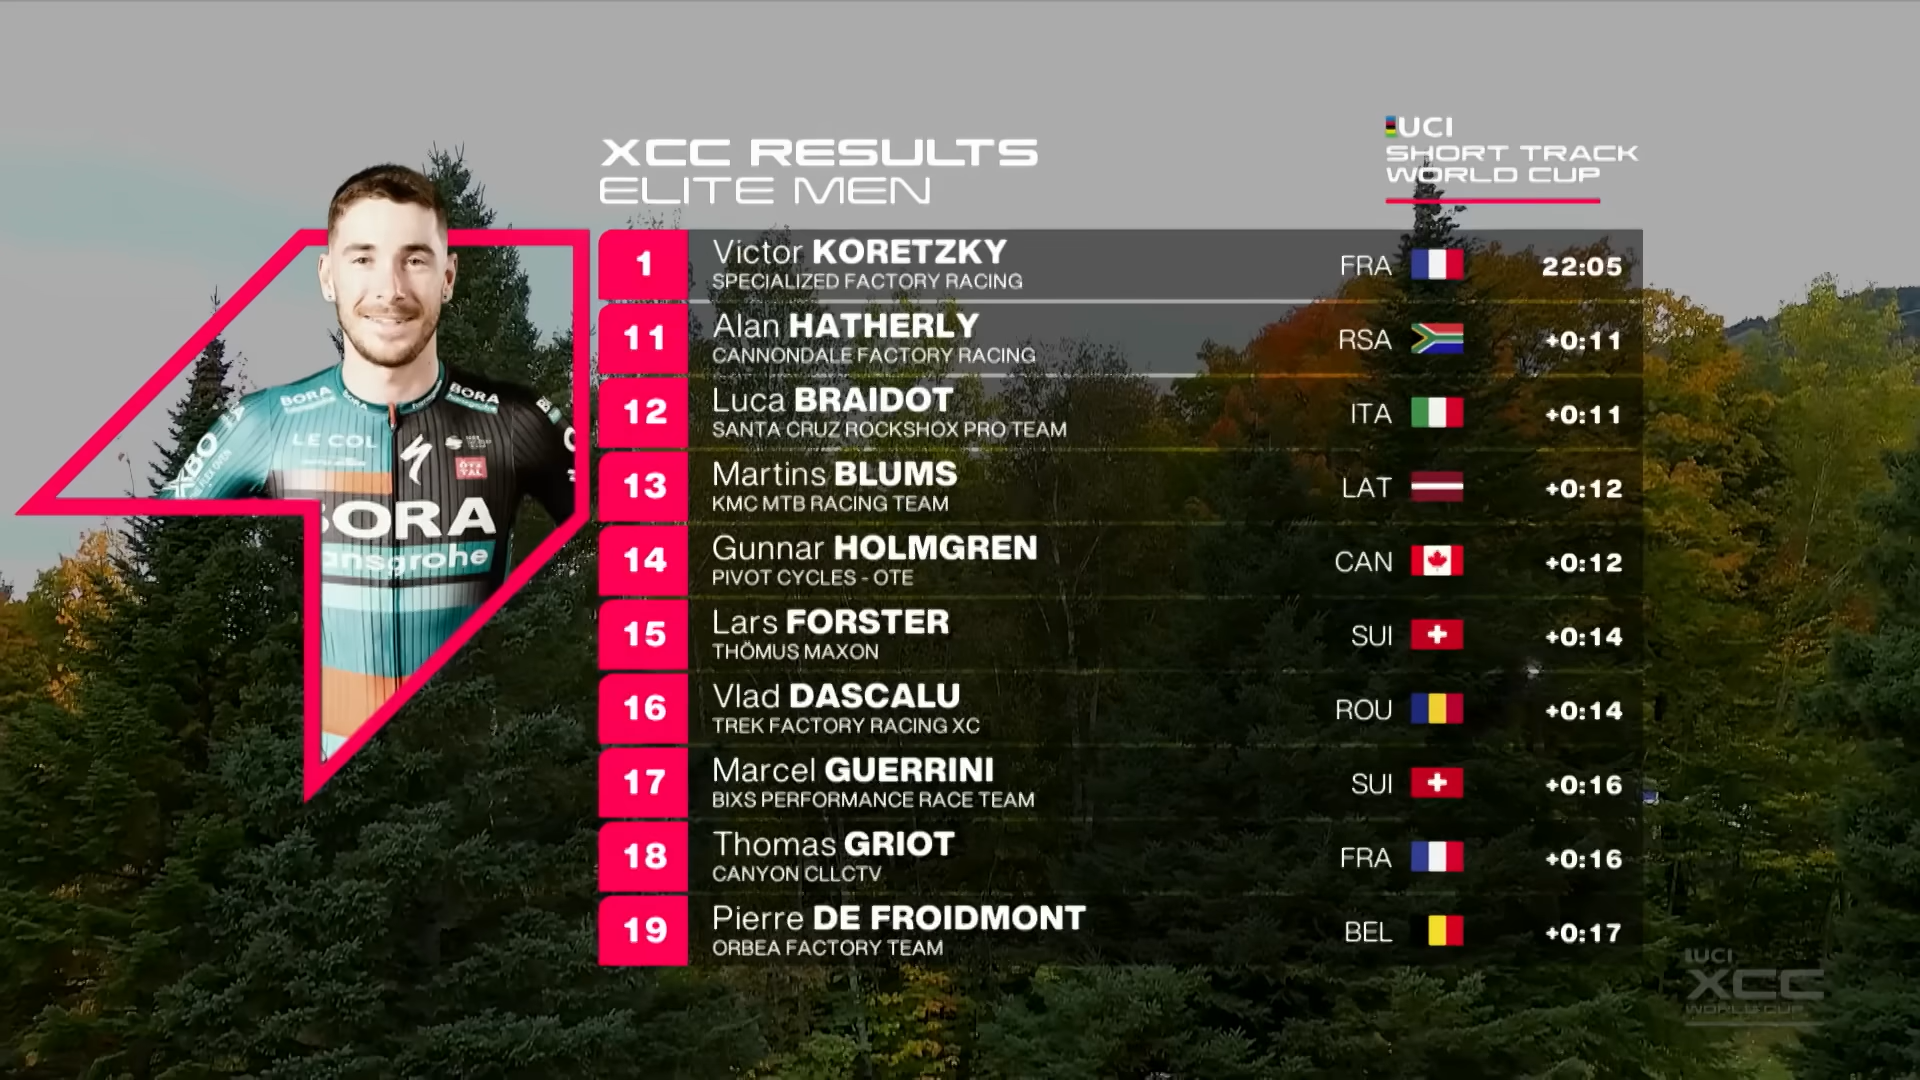 XCC RESULTS
ELITE MEN
UCI
SHORT TRACK
WORLD CUP
1 Victor KORETZKY FRA 22:05
SPECIALIZED FACTORY RACING
11 Alan HATHERLY RSA +0:11
CANNONDALE FACTORY RACING
12 Luca BRAIDOT ITA +0:11
SANTA CRUZ ROCKSHOX PRO TEAM
13 Martins BLUMS LAT +0:12
KMC MTB RACING TEAM
14 Gunnar HOLMGREN CAN +0:12
PIVOT CYCLES - OTE
15 Lars FORSTER SUI +0:14
THÖMUS MAXON
16 Vlad DASCALU ROU +0:14
TREK FACTORY RACING XC
17 Marcel GUERRINI SUI +0:16
BIXS PERFORMANCE RACE TEAM
18 Thomas GRIOT FRA +0:16
CANYON CLLCTV
19 Pierre DE FROIDMONT BEL +0:17
ORBEA FACTORY TEAM
BORA
BORA
LE COL
BORA
ansgrohe
UCI
XCC
WORLD CUP